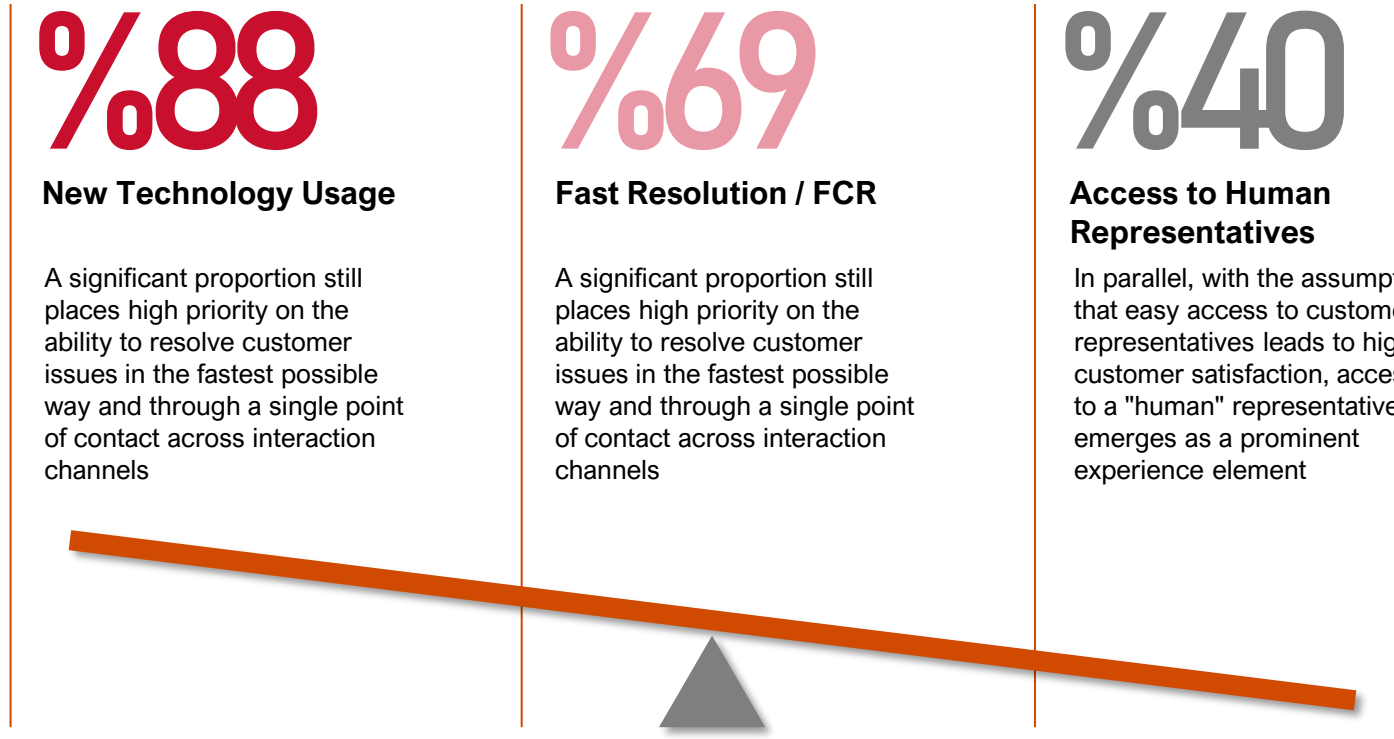 %88
New Technology Usage
A significant proportion still
places high priority on the
ability to resolve customer
issues in the fastest possible
way and through a single point
of contact across interaction
channels
%69
Fast Resolution / FCR
A significant proportion still
places high priority on the
ability to resolve customer
issues in the fastest possible
way and through a single point
of contact across interaction
channels
%40
Access to Human
Representatives
In parallel, with the
that easy access to
representatives leads to
customer satisfaction,
to a "human" representative
emerges as a prominent
experience element